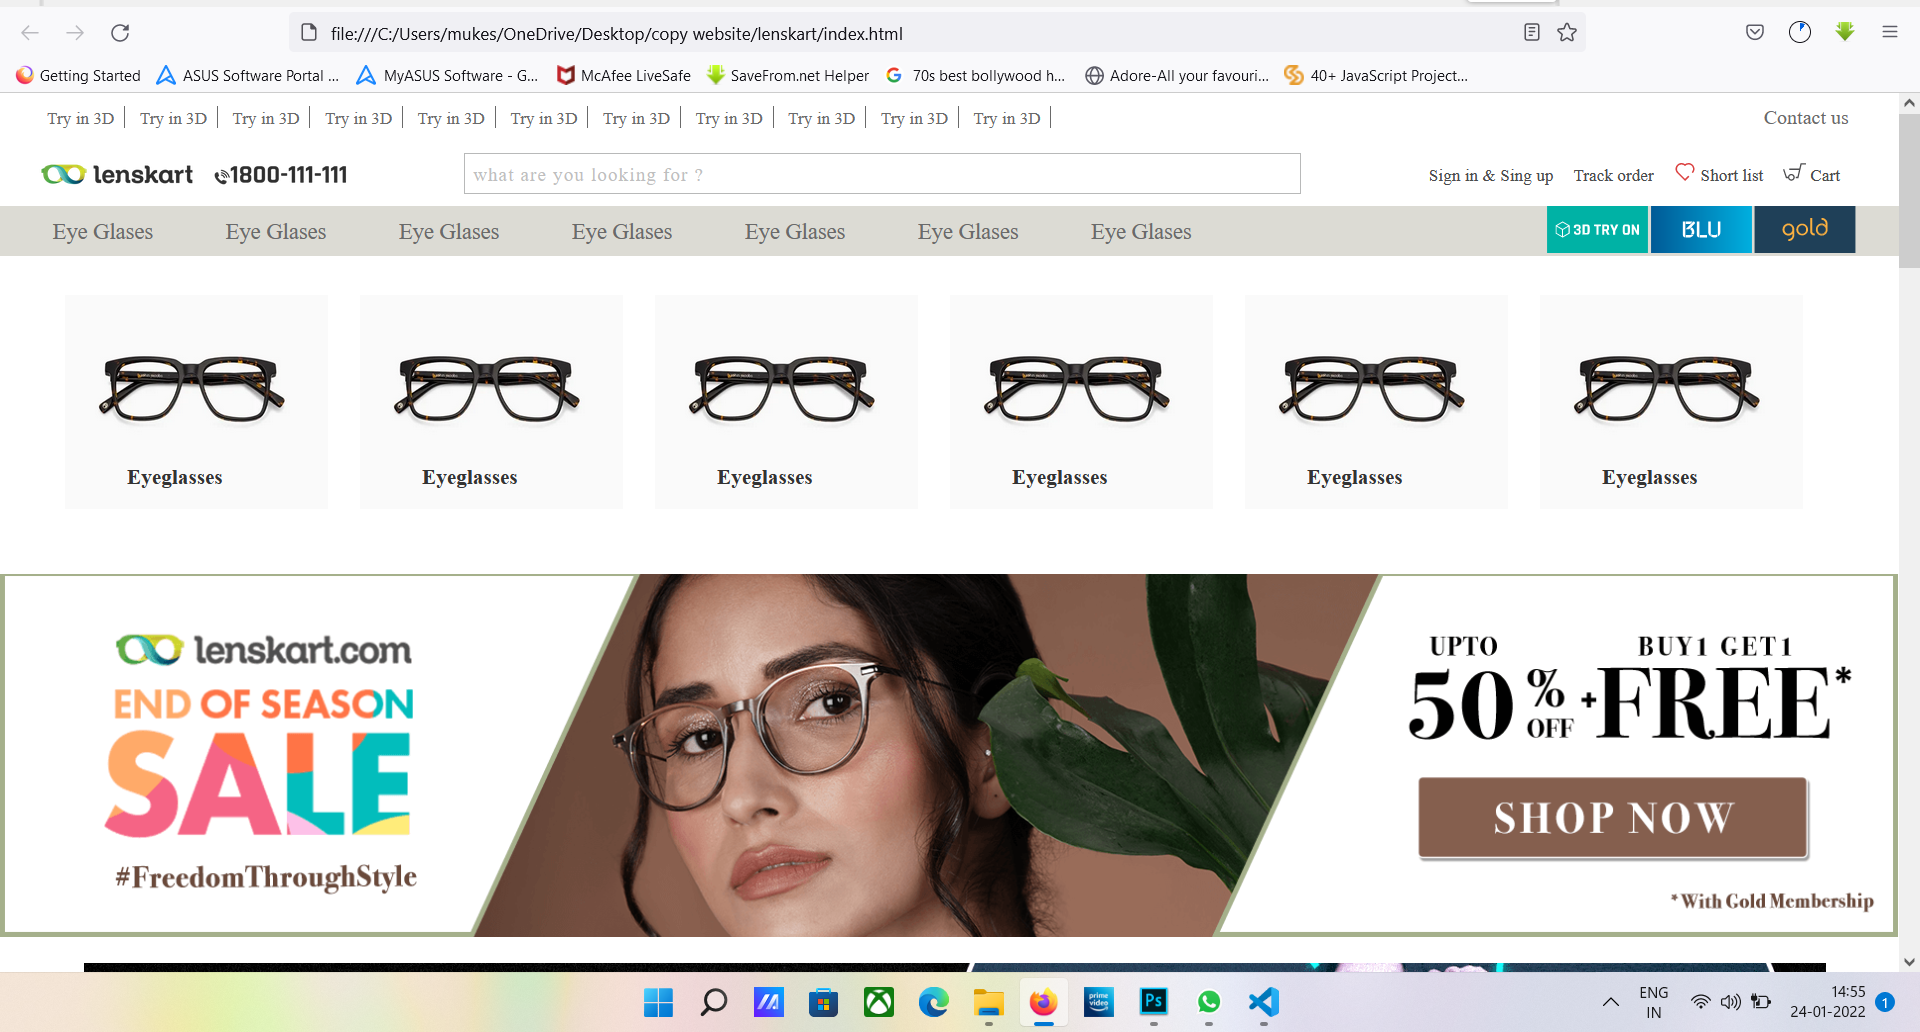 file:///C:/Users/mukes/OneDrive/Desktop/copy website/lenskart/index.html
Getting Started ASUS Software Portal ... MyASUS Software - G... McAfee LiveSafe SaveFrom.net Helper 70s best bollywood h... Adore-All your favouri... 40+ JavaScript Project...
Try in 3D Try in 3D Try in 3D Try in 3D Try in 3D Try in 3D Try in 3D Try in 3D Try in 3D Try in 3D Try in 3D Contact us
lenskart 1800-111-111 what are you looking for ? Sign in & Sing up Track order Short list Cart
Eye Glases Eye Glases Eye Glases Eye Glases Eye Glases Eye Glases Eye Glases 3D TRY ON BLU gold
Eyeglasses Eyeglasses Eyeglasses Eyeglasses Eyeglasses Eyeglasses
lenskart.com
END OF SEASON
SALE
#FreedomThroughStyle
UPTO BUY1 GET1
50% OFF +FREE*
SHOP NOW
*With Gold Membership
prime video
Ps
ENG
IN
14:55
24-01-2022
1